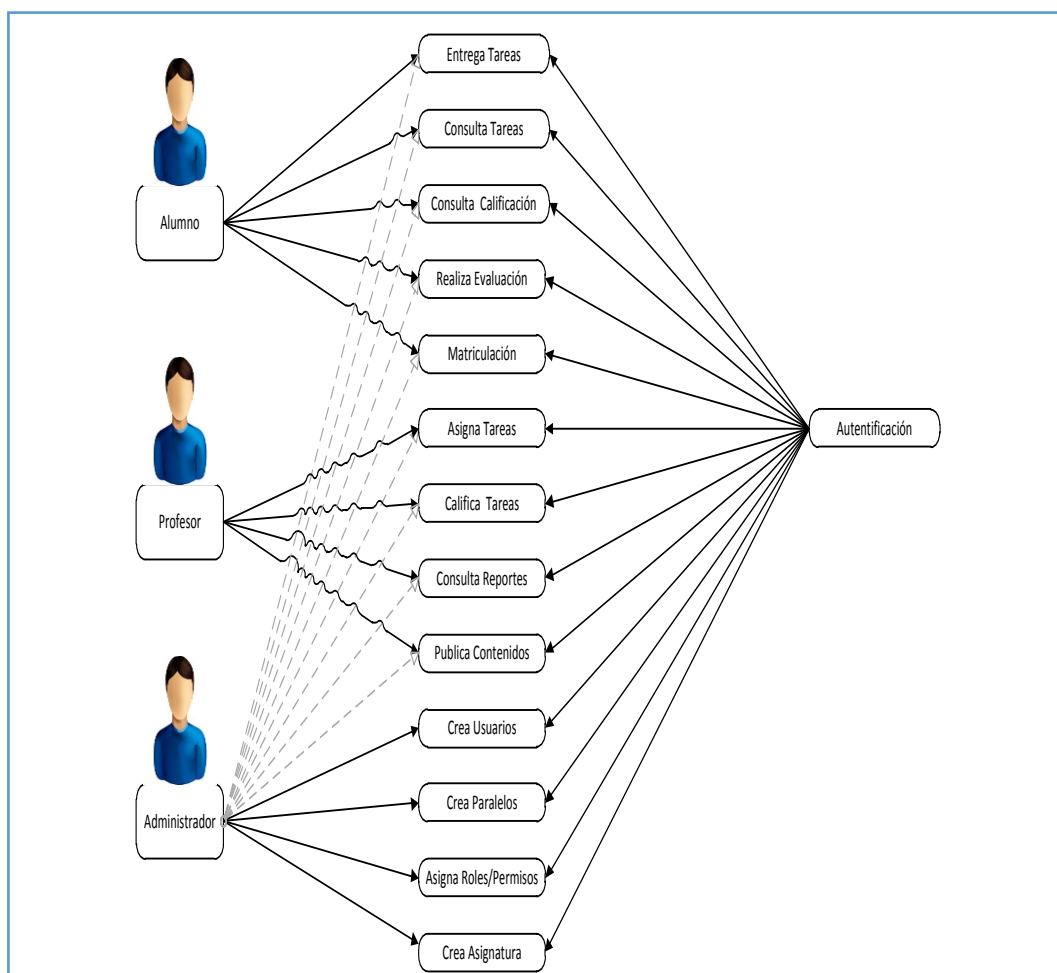 Entrega Tareas
Consulta Tareas
Consulta Calificación
Alumno
Realiza Evaluación
Matriculación
Asigna Tareas
Autentificación
Califica Tareas
Profesor
Consulta Reportes
Publica Contenidos
Crea Usuarios
Crea Paralelos
Administrador
Asigna Roles/Permisos
Crea Asignatura